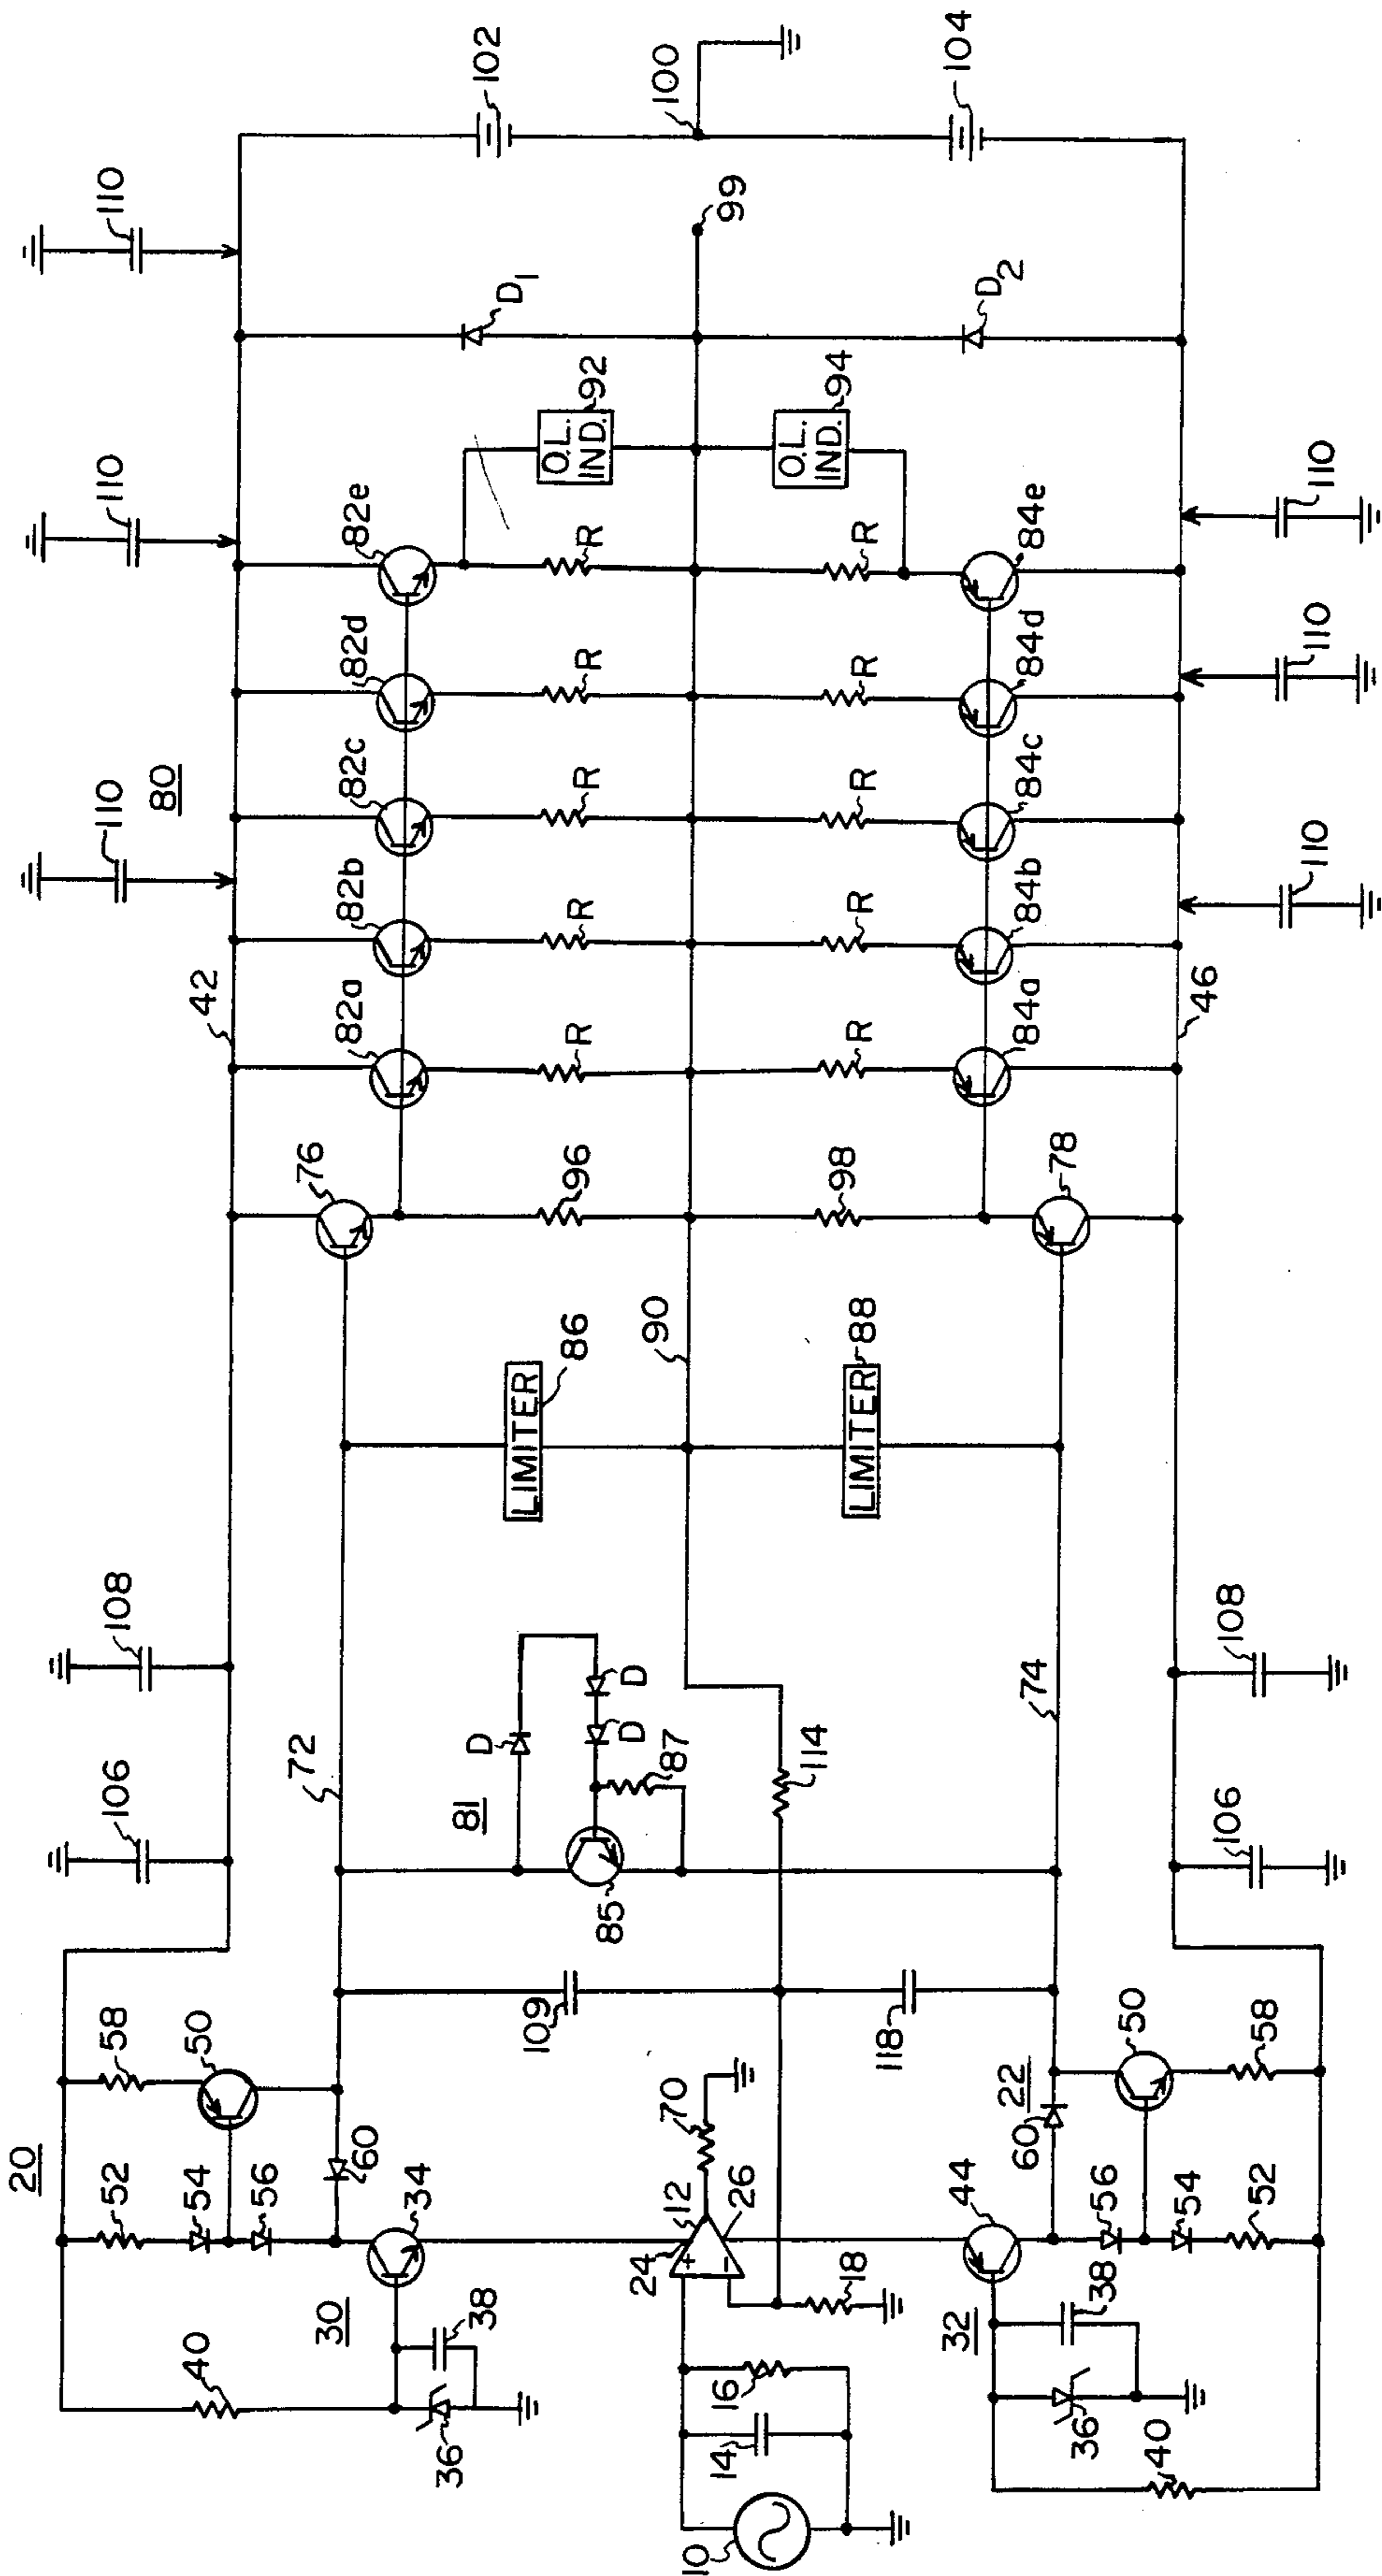 20
52
58
54
56
50
60
34
40
30
38
36
106
108
72
42
110
80
110
110
76
82a
82b
82c
82d
82e
D
D
D
81
87
85
109
LIMITER
86
90
96
R
R
R
R
R
O.L.
IND.
92
D1
99
102
100
104
10
14
16
24
+
-
12
26
70
18
114
118
74
LIMITER
88
98
R
R
R
R
R
O.L.
IND.
94
D2
32
38
36
40
44
60
22
56
54
52
50
58
106
108
78
84a
84b
84c
84d
84e
46
110
110
110